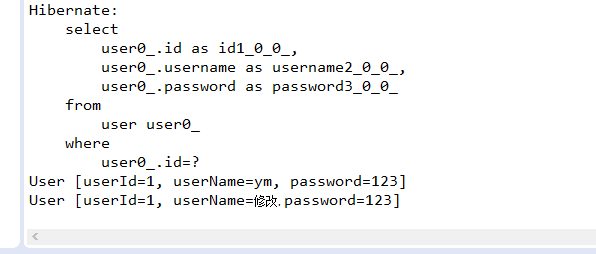 Hibernate:
select
user0_.id as id1_0_0_,
user0_.username as username2_0_0_,
user0_.password as password3_0_0_
from
user user0_
where
user0_.id=?
User [userId=1, userName=ym, password=123]
User [userId=1, userName=修改, password=123]